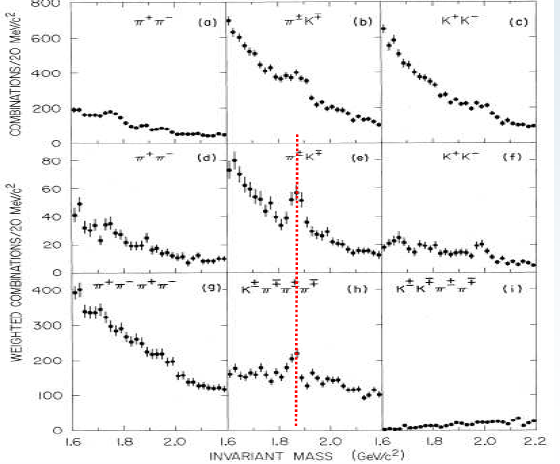 800
600
400
200
0
COMBINATIONS/20 MeV/c²
π⁺π⁻ (a)
π±K∓ (b)
K⁺K⁻ (c)
80
60
40
20
0
π⁺π⁻ (d)
π±K∓ (e)
K⁺K⁻ (f)
WEIGHTED COMBINATIONS/20 MeV/c²
400
300
200
100
0
π⁺π⁻π⁺π⁻ (g)
K±π∓π±π∓ (h)
K±K∓π±π∓ (i)
1.6 1.8 2.0 1.6 1.8 2.0 1.6 1.8 2.0 2.2
INVARIANT MASS (GeV/c²)